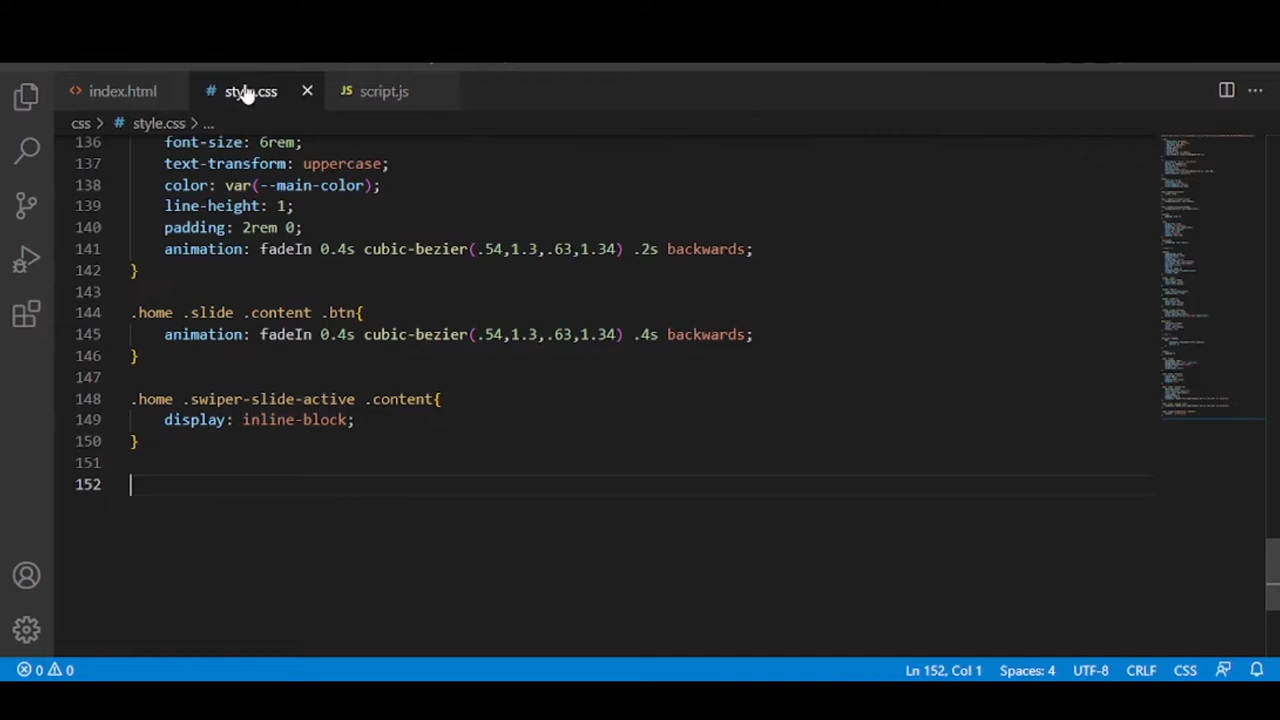 index.html style.css script.js
css > # style.css > ...
136 font-size: 6rem;
137 text-transform: uppercase;
138 color: var(--main-color);
139 line-height: 1;
140 padding: 2rem 0;
141 animation: fadeIn 0.4s cubic-bezier(.54,1.3,.63,1.34) .2s backwards;
142 }
143
144 .home .slide .content .btn{
145 animation: fadeIn 0.4s cubic-bezier(.54,1.3,.63,1.34) .4s backwards;
146 }
147
148 .home .swiper-slide-active .content{
149 display: inline-block;
150 }
151
152
0 0 Ln 152, Col 1 Spaces: 4 UTF-8 CRLF CSS